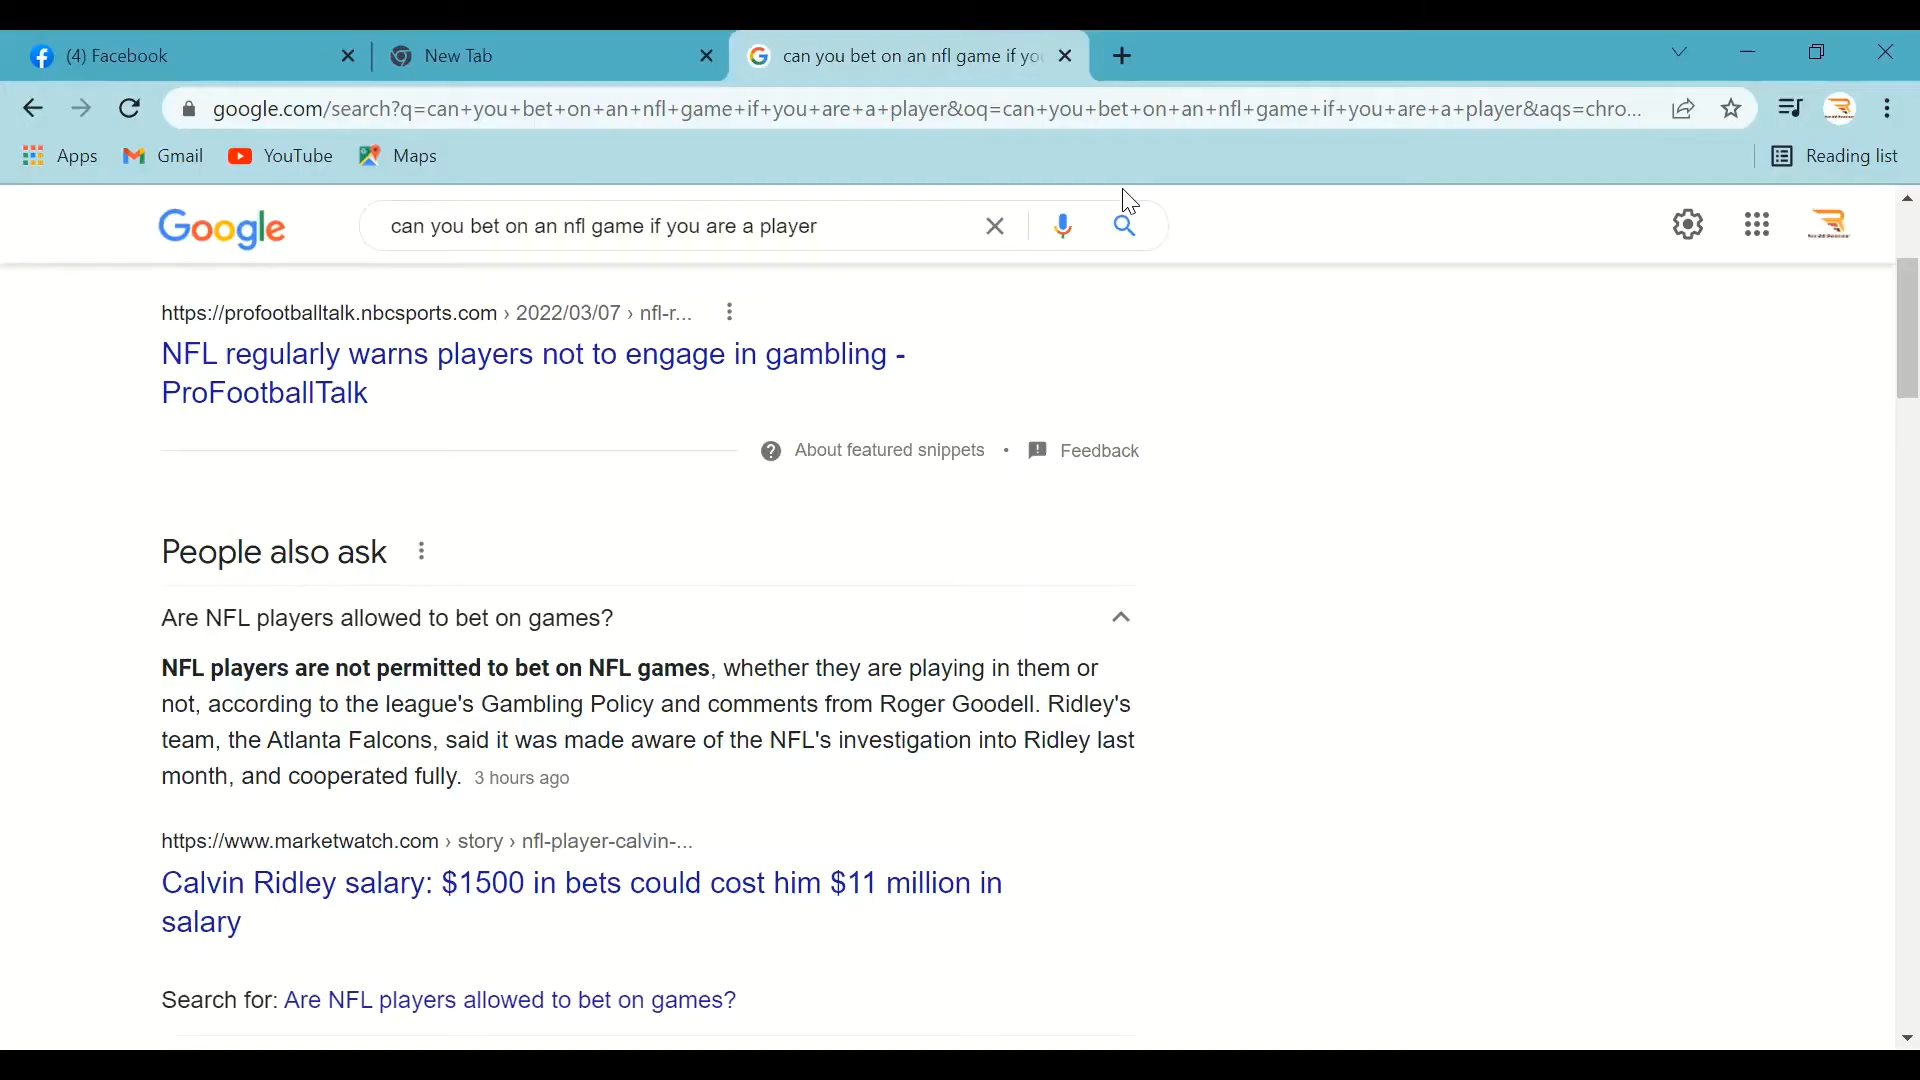 (4) Facebook
New Tab
can you bet on an nfl game if yo
google.com/search?q=can+you+bet+on+an+nfl+game+if+you+are+a+player&oq=can+you+bet+on+an+nfl+game+if+you+are+a+player&aqs=chro...
Apps
Gmail
YouTube
Maps
Reading list
Google
can you bet on an nfl game if you are a player
https://profootballtalk.nbcsports.com › 2022/03/07 › nfl-r...
NFL regularly warns players not to engage in gambling -
ProFootballTalk
About featured snippets • Feedback
People also ask
Are NFL players allowed to bet on games?
NFL players are not permitted to bet on NFL games, whether they are playing in them or
not, according to the league's Gambling Policy and comments from Roger Goodell. Ridley's
team, the Atlanta Falcons, said it was made aware of the NFL's investigation into Ridley last
month, and cooperated fully. 3 hours ago
https://www.marketwatch.com › story › nfl-player-calvin-...
Calvin Ridley salary: $1500 in bets could cost him $11 million in
salary
Search for: Are NFL players allowed to bet on games?